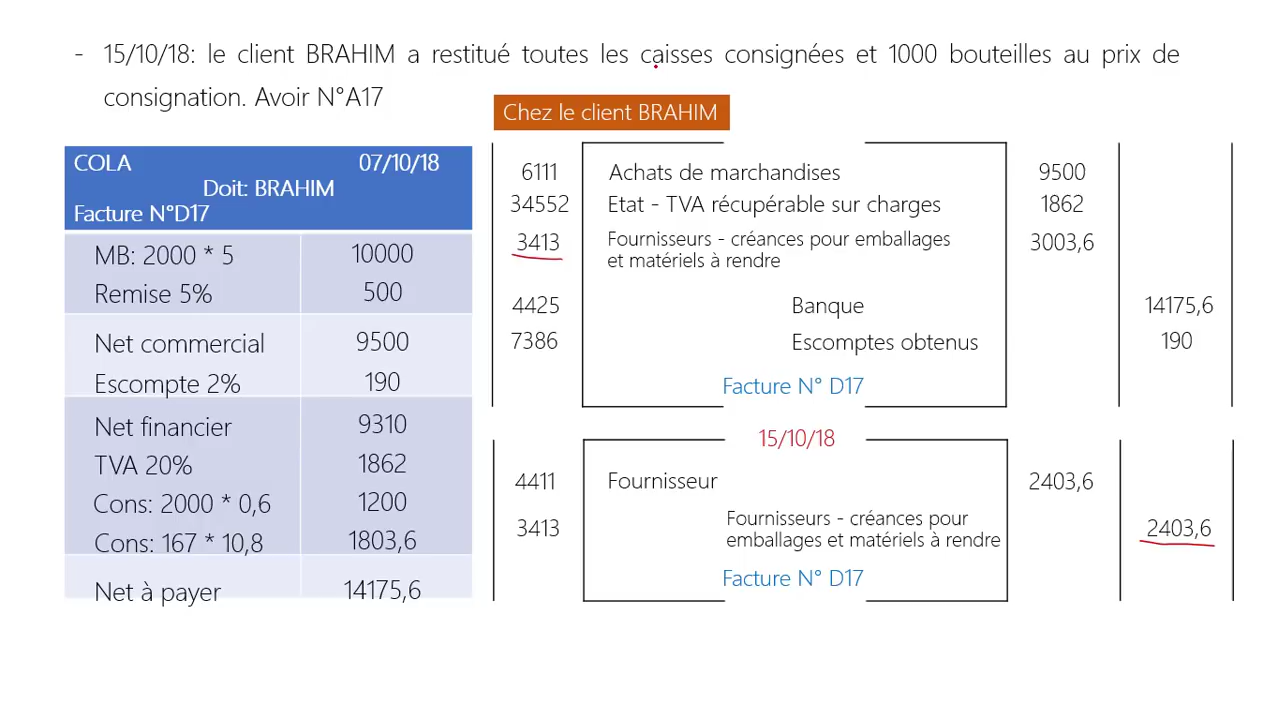 - 15/10/18: le client BRAHIM a restitué toutes les caisses consignées et 1000 bouteilles au prix de
consignation. Avoir N°A17
Chez le client BRAHIM
COLA 07/10/18
Doit: BRAHIM
Facture N°D17
MB: 2000 * 5 10000
Remise 5% 500
Net commercial 9500
Escompte 2% 190
Net financier 9310
TVA 20% 1862
Cons: 2000 * 0,6 1200
Cons: 167 * 10,8 1803,6
Net à payer 14175,6
6111 Achats de marchandises 9500
34552 Etat - TVA récupérable sur charges 1862
3413 Fournisseurs - créances pour emballages 3003,6
et matériels à rendre
4425 Banque 14175,6
7386 Escomptes obtenus 190
Facture N° D17
15/10/18
4411 Fournisseur 2403,6
3413 Fournisseurs - créances pour 2403,6
emballages et matériels à rendre
Facture N° D17